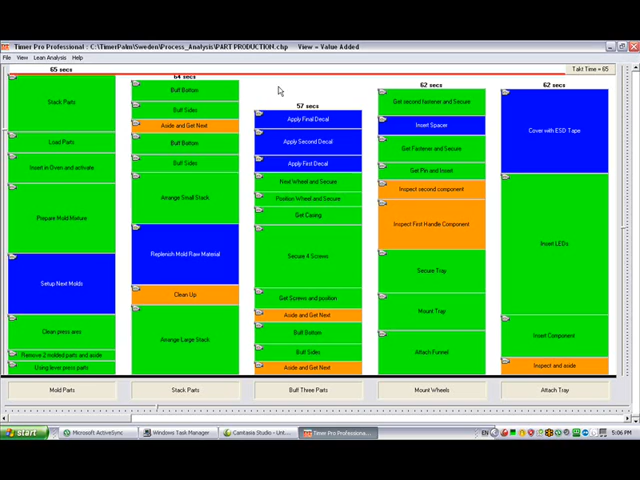 Timer Pro Professional : C:\TimerPalm\Sweden\Process_Analysis\PART PRODUCTION.chp View = Value Added
File View Lean Analysis Help
Takt Time = 65
65 secs
Stack Parts
Load Parts
Insert in Oven and activate
Prepare Mold Mixture
Setup Next Molds
Clean press area
Remove 2 molded parts and aside
Using lever press parts
Mold Parts
64 secs
Buff Bottom
Buff Sides
Aside and Get Next
Buff Bottom
Buff Sides
Arrange Small Stack
Replenish Mold Raw Material
Clean Up
Arrange Large Stack
Stack Parts
57 secs
Apply Final Decal
Apply Second Decal
Apply First Decal
Next Wheel and Secure
Position Wheel and Secure
Get Casing
Secure 4 Screws
Get Screws and position
Aside and Get Next
Buff Bottom
Buff Sides
Aside and Get Next
Buff Three Parts
62 secs
Get second fastener and Secure
Insert Spacer
Get Fastener and Secure
Get Pin and Insert
Inspect second component
Inspect First Handle Component
Secure Tray
Mount Tray
Attach Funnel
Mount Wheels
62 secs
Cover with ESD Tape
Insert LEDs
Insert Component
Inspect and aside
Attach Tray
start
Microsoft ActiveSync
Windows Task Manager
Camtasia Studio - Unt...
Timer Pro Professiona...
EN
5:06 PM